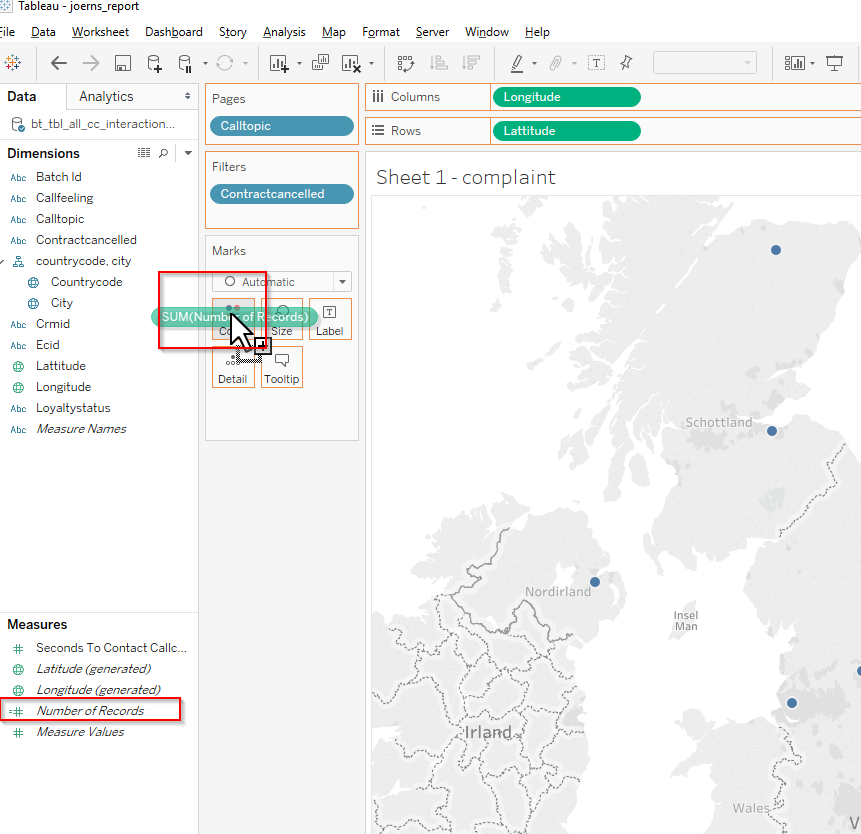 Tableau - joerns_report
File Data Worksheet Dashboard Story Analysis Map Format Server Window Help
Data Analytics
bt_tbl_all_cc_interaction...
Dimensions
Abc Batch Id
Abc Callfeeling
Abc Calltopic
Abc Contractcancelled
countrycode, city
Countrycode
City
Abc Crmid
Abc Ecid
Lattitude
Longitude
Abc Loyaltystatus
Abc Measure Names
Measures
Seconds To Contact Callc...
Latitude (generated)
Longitude (generated)
=# Number of Records
Measure Values
Pages
Calltopic
Filters
Contractcancelled
Marks
Automatic
SUM(Number of Records)
Size
Label
Detail
Tooltip
Columns
Longitude
Rows
Lattitude
Sheet 1 - complaint
Schottland
Nordirland
Insel
Man
Irland
Wales